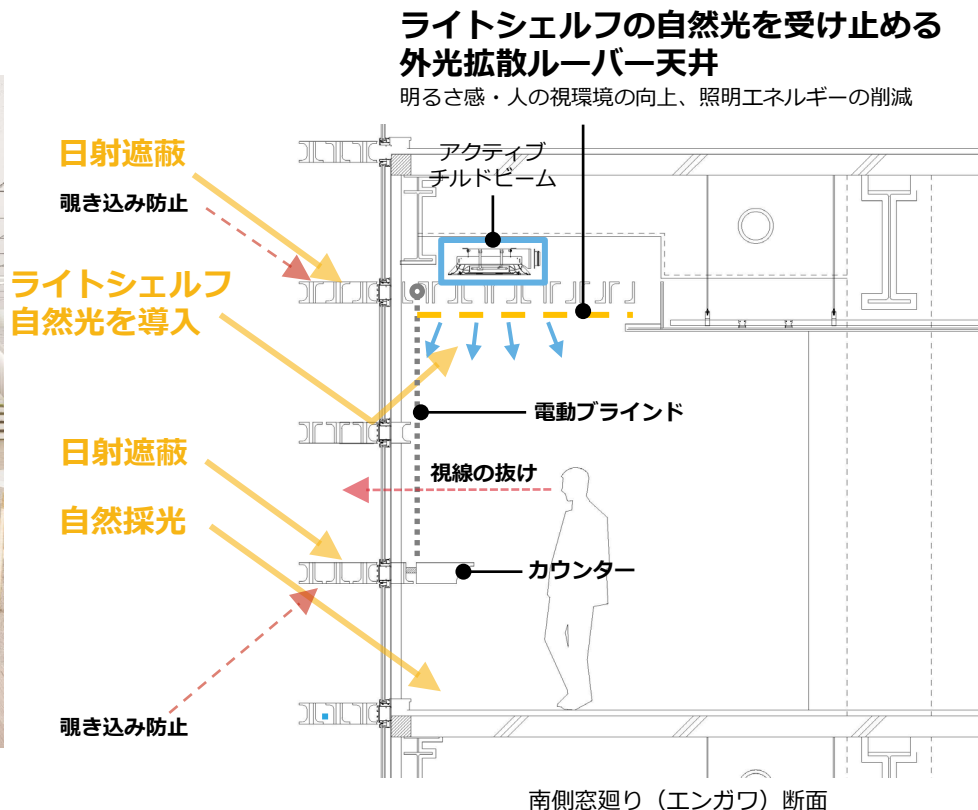 ライトシェルフの自然光を受け止める
外光拡散ルーバー天井
明るさ感・人の視環境の向上、照明エネルギーの削減
日射遮蔽
アクティブ
チルドビーム
覗き込み防止
ライトシェルフ
自然光を導入
電動ブラインド
日射遮蔽
視線の抜け
自然採光
カウンター
覗き込み防止
南側窓廻り（エンガワ）断面